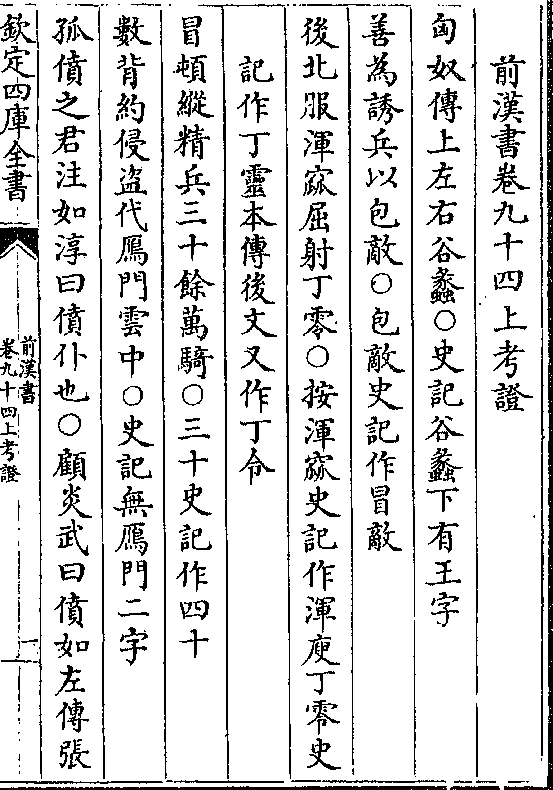 前漢書卷九十四上考證
匈奴傳上左右谷蠡○史記谷蠡下有王字
善為誘兵以包敵○包敵史記作冒敵
後北服渾窳屈射丁零○按渾窳史記作渾庾丁零史
記作丁靈本傳後文又作丁令
冒頓縱精兵三十餘萬騎○三十史記作四十
數背約侵盗代鴈門雲中○史記無鴈門二字
孤僨之君注如淳曰僨仆也○顧炎武曰僨如左傳張
欽定四庫全書
前漢書
卷九十四上考證
一